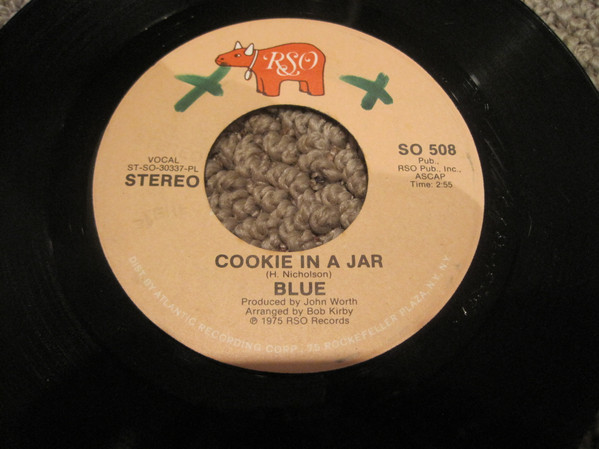 RSO
VOCAL
ST-SO-30337-PL
STEREO
SO 508
Pub.,
RSO Pub., Inc.,
ASCAP
Time: 2:55
COOKIE IN A JAR
(H. Nicholson)
BLUE
Produced by John Worth
Arranged by Bob Kirby
℗ 1975 RSO Records
DIST. BY ATLANTIC RECORDING CORP., 75 ROCKEFELLER PLAZA, N.Y., N.Y.